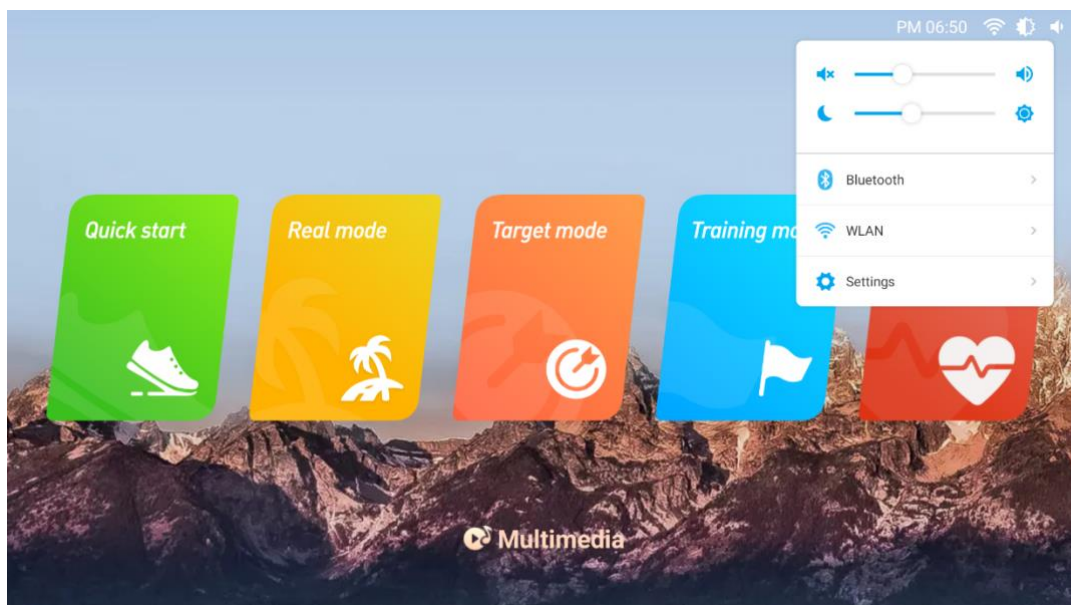 PM 06:50
Bluetooth
WLAN
Settings
Quick start
Real mode
Target mode
Training mo
Multimedia